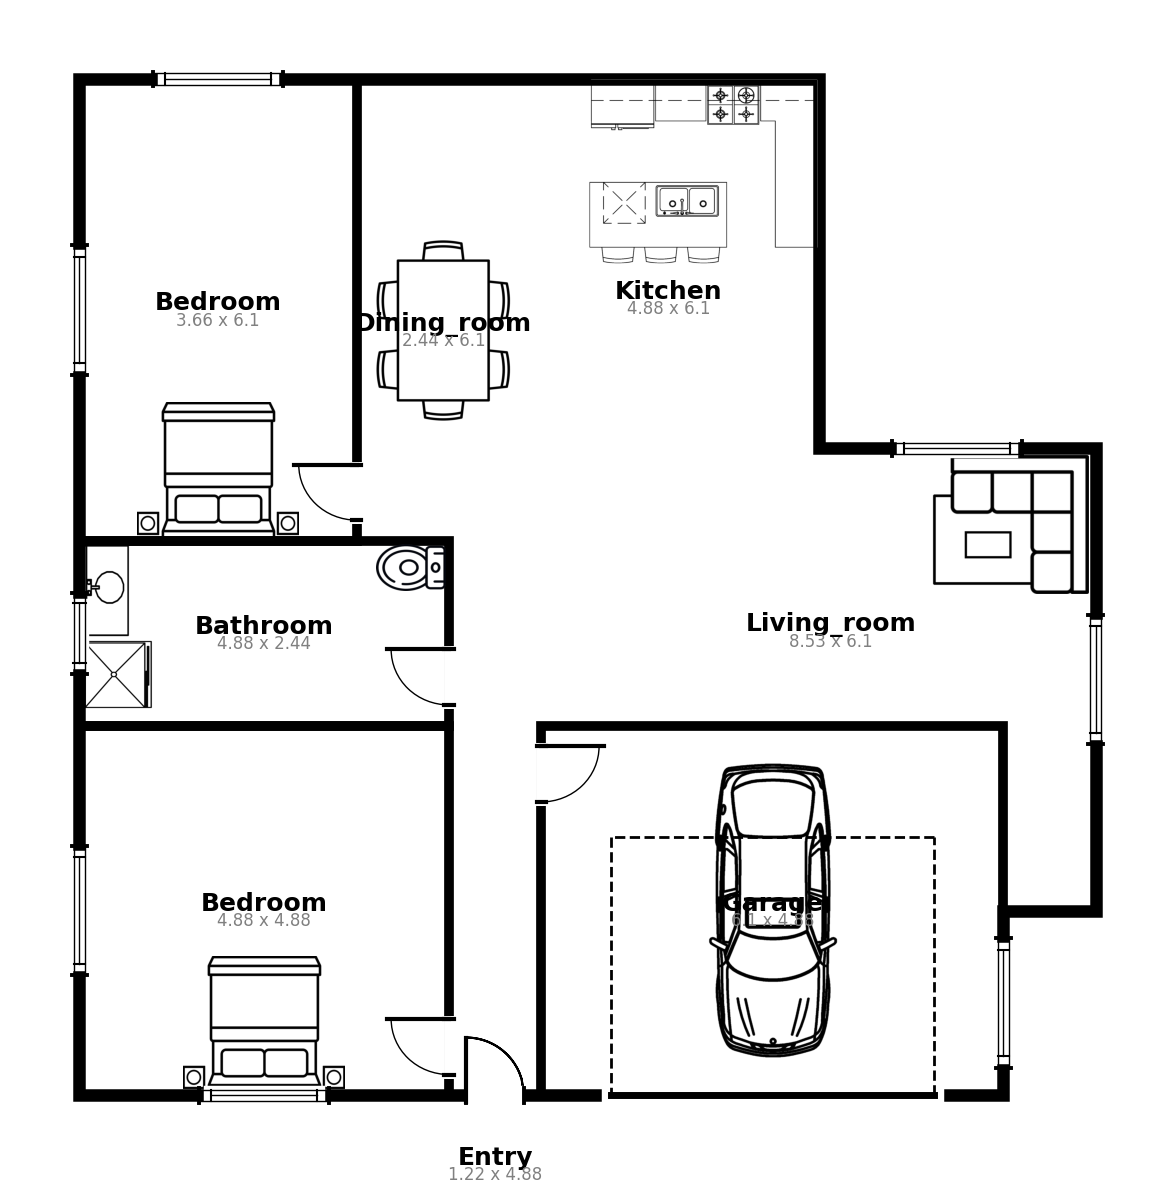 Kitchen
4.88 x 6.1
Bedroom
3.66 x 6.1
Dining_room
2.44 x 6.1
Living_room
8.53 x 6.1
Bathroom
4.88 x 2.44
Bedroom
4.88 x 4.88
Garage
6.1 x 4.88
Entry
1.22 x 4.88